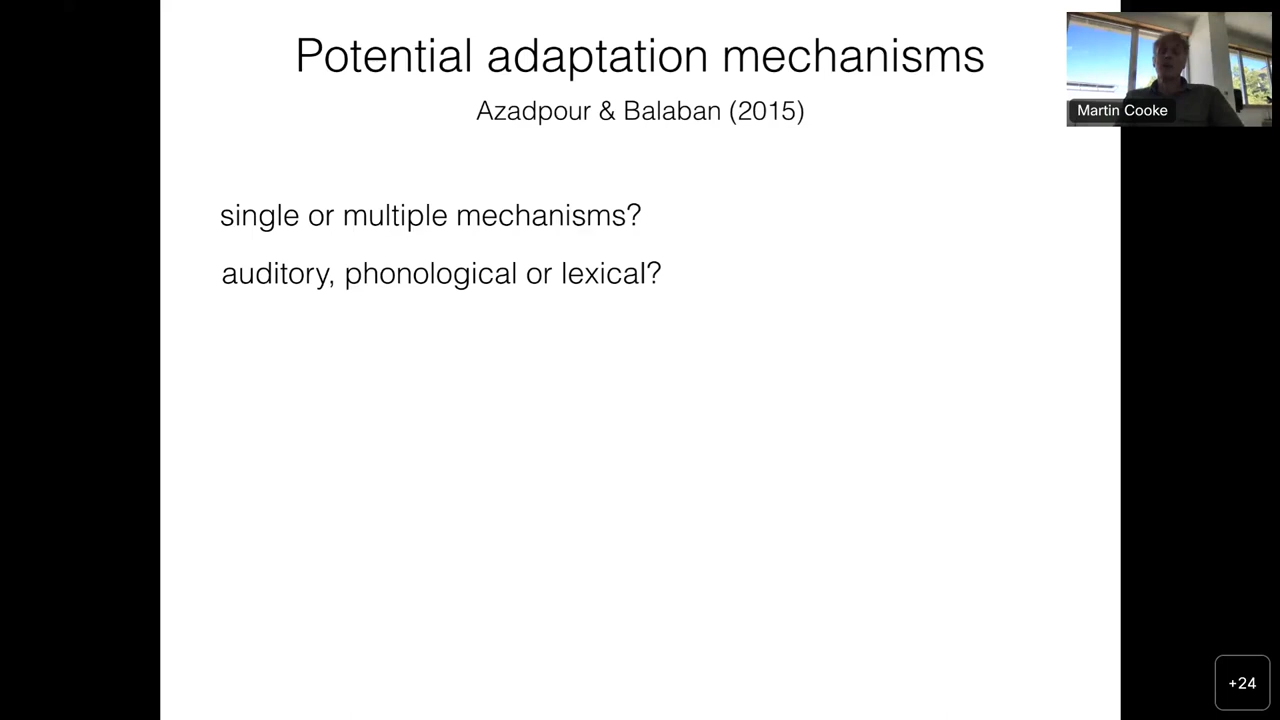 Potential adaptation mechanisms
Azadpour & Balaban (2015)
Martin Cooke
single or multiple mechanisms?
auditory, phonological or lexical?
+24